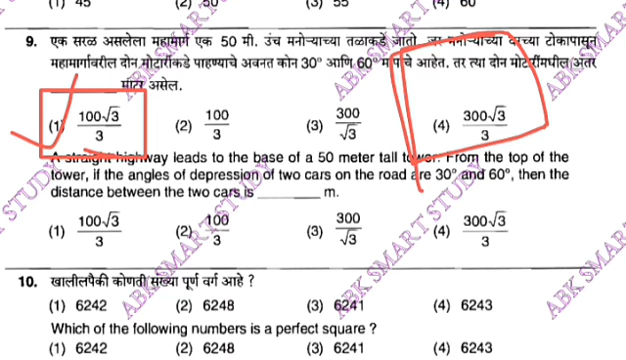 (1) 45 (2) 50 (3) 55 (4) 60
9. एक सरळ असलेला महामार्ग एक 50 मी. उंच मनोऱ्याच्या तळाकडे जातो. जर मनोऱ्याच्या वरच्या टोकापासून
महामार्गावरील दोन मोटारींकडे पाहण्याचे अवनत कोन 30° आणि 60° मापाचे आहेत. तर त्या दोन मोटारींमधील अंतर
मीटर असेल.
(1) 100√3/3 (2) 100/3 (3) 300/√3 (4) 300√3/3
A straight highway leads to the base of a 50 meter tall tower. From the top of the
tower, if the angles of depression of two cars on the road are 30° and 60°, then the
distance between the two cars is ________ m.
(1) 100√3/3 (2) 100/3 (3) 300/√3 (4) 300√3/3
10. खालीलपैकी कोणती संख्या पूर्ण वर्ग आहे ?
(1) 6242 (2) 6248 (3) 6241 (4) 6243
Which of the following numbers is a perfect square ?
(1) 6242 (2) 6248 (3) 6241 (4) 6243
ABK SMART STUDY